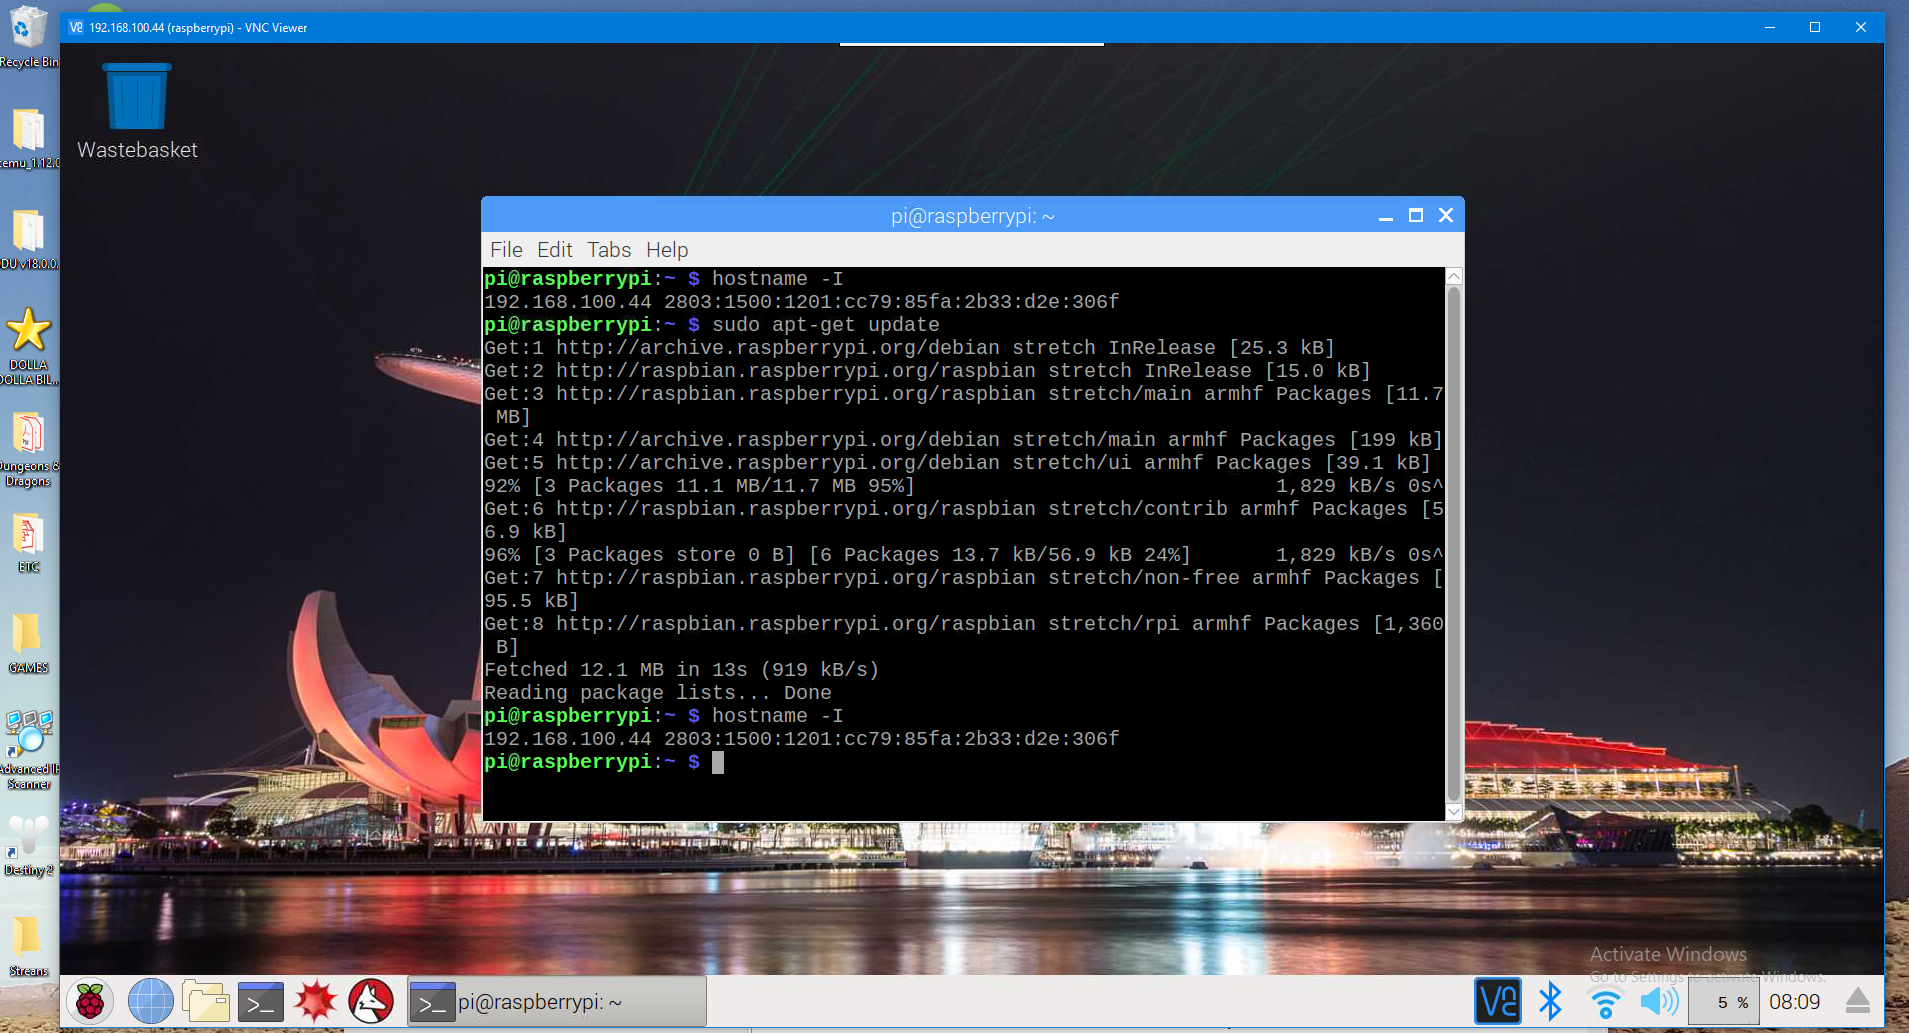 192.168.100.44 (raspberrypi) - VNC Viewer
Recycle Bin
Wastebasket
emu_1.12.0
DU v18.0.0.
DOLLA
DOLLA BIL...
Dungeons &
Dragons
ETC
GAMES
Advanced IP
Scanner
Destiny 2
Streans
pi@raspberrypi: ~
File Edit Tabs Help
pi@raspberrypi:~ $ hostname -I
192.168.100.44 2803:1500:1201:cc79:85fa:2b33:d2e:306f
pi@raspberrypi:~ $ sudo apt-get update
Get:1 http://archive.raspberrypi.org/debian stretch InRelease [25.3 kB]
Get:2 http://raspbian.raspberrypi.org/raspbian stretch InRelease [15.0 kB]
Get:3 http://raspbian.raspberrypi.org/raspbian stretch/main armhf Packages [11.7
MB]
Get:4 http://archive.raspberrypi.org/debian stretch/main armhf Packages [199 kB]
Get:5 http://archive.raspberrypi.org/debian stretch/ui armhf Packages [39.1 kB]
92% [3 Packages 11.1 MB/11.7 MB 95%] 1,829 kB/s 0s^
Get:6 http://raspbian.raspberrypi.org/raspbian stretch/contrib armhf Packages [5
6.9 kB]
96% [3 Packages store 0 B] [6 Packages 13.7 kB/56.9 kB 24%] 1,829 kB/s 0s^
Get:7 http://raspbian.raspberrypi.org/raspbian stretch/non-free armhf Packages [
95.5 kB]
Get:8 http://raspbian.raspberrypi.org/raspbian stretch/rpi armhf Packages [1,360
B]
Fetched 12.1 MB in 13s (919 kB/s)
Reading package lists... Done
pi@raspberrypi:~ $ hostname -I
192.168.100.44 2803:1500:1201:cc79:85fa:2b33:d2e:306f
pi@raspberrypi:~ $
Activate Windows
Go to Settings to activate Windows.
pi@raspberrypi: ~
5 %
08:09